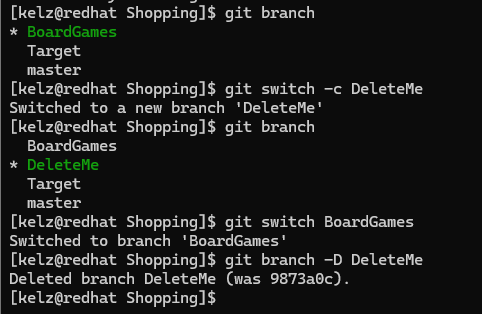 [kelz@redhat Shopping]$ git branch
* BoardGames
  Target
  master
[kelz@redhat Shopping]$ git switch -c DeleteMe
Switched to a new branch 'DeleteMe'
[kelz@redhat Shopping]$ git branch
  BoardGames
* DeleteMe
  Target
  master
[kelz@redhat Shopping]$ git switch BoardGames
Switched to branch 'BoardGames'
[kelz@redhat Shopping]$ git branch -D DeleteMe
Deleted branch DeleteMe (was 9873a0c).
[kelz@redhat Shopping]$